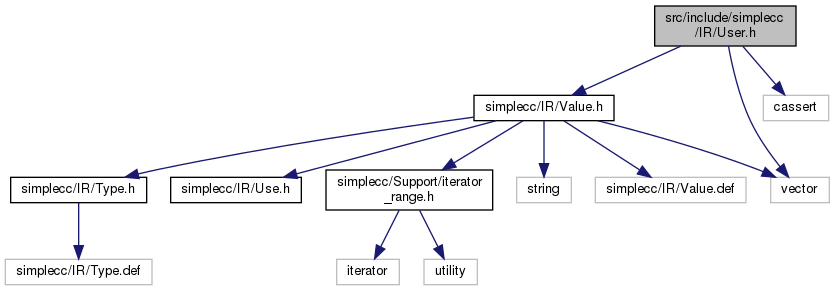 src/include/simplecc
/IR/User.h
simplecc/IR/Value.h
cassert
simplecc/IR/Type.h
simplecc/IR/Use.h
simplecc/Support/iterator
_range.h
string
simplecc/IR/Value.def
vector
simplecc/IR/Type.def
iterator
utility